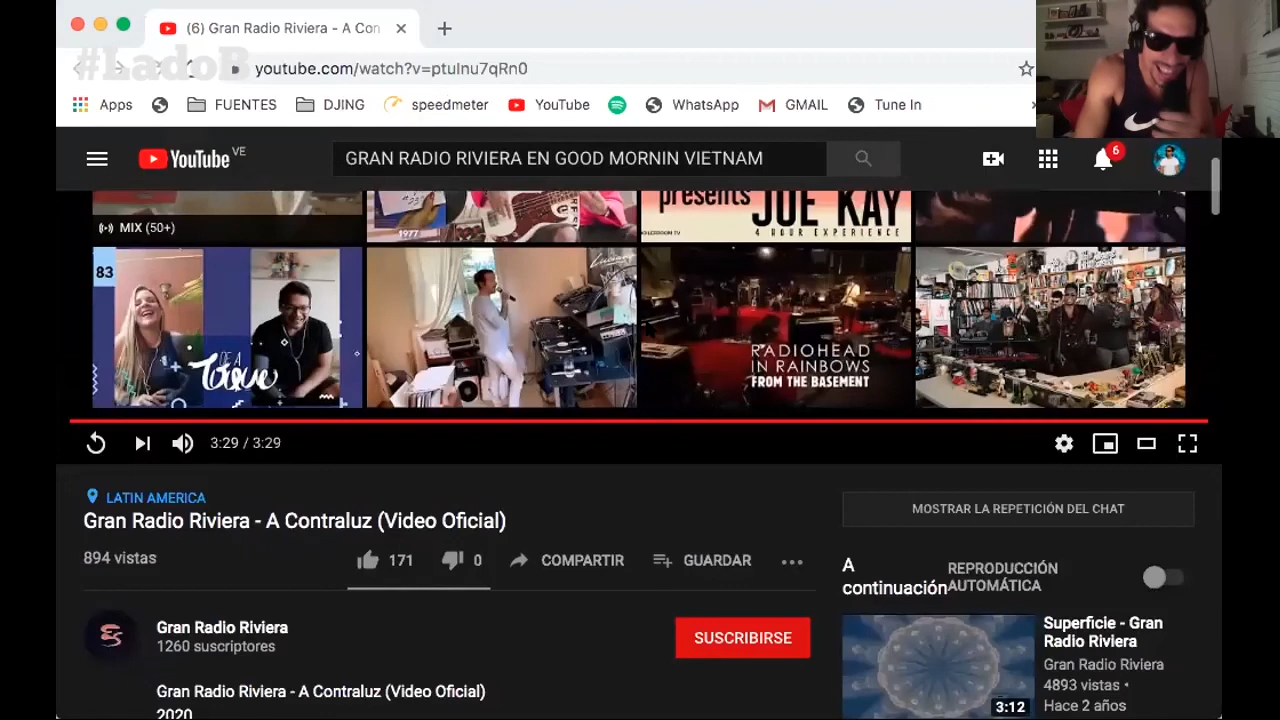 (6) Gran Radio Riviera - A Con
#LadoB
youtube.com/watch?v=ptuInu7qRn0
Apps FUENTES DJING speedmeter YouTube WhatsApp GMAIL Tune In
YouTube VE
GRAN RADIO RIVIERA EN GOOD MORNIN VIETNAM
6
MIX (50+)
1977
presents JOE KAY
4 HOUR EXPERIENCE
83
DE A
Toque
RADIOHEAD
IN RAINBOWS
FROM THE BASEMENT
3:29 / 3:29
LATIN AMERICA
Gran Radio Riviera - A Contraluz (Video Oficial)
894 vistas
171 0 COMPARTIR GUARDAR
Gran Radio Riviera
1260 suscriptores
SUSCRIBIRSE
Gran Radio Riviera - A Contraluz (Video Oficial)
2020
MOSTRAR LA REPETICIÓN DEL CHAT
A
continuación
REPRODUCCIÓN
AUTOMÁTICA
Superficie - Gran
Radio Riviera
Gran Radio Riviera
4893 vistas •
Hace 2 años
3:12